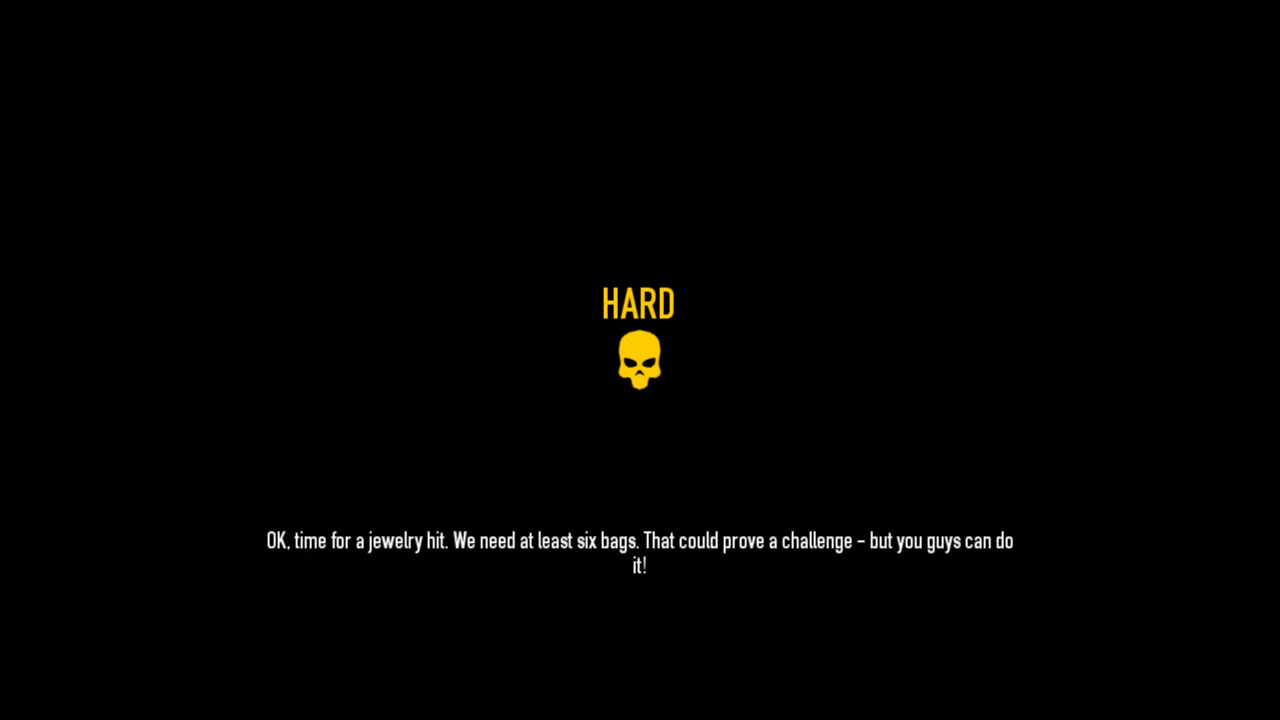 HARD
OK, time for a jewelry hit. We need at least six bags. That could prove a challenge - but you guys can do
it!